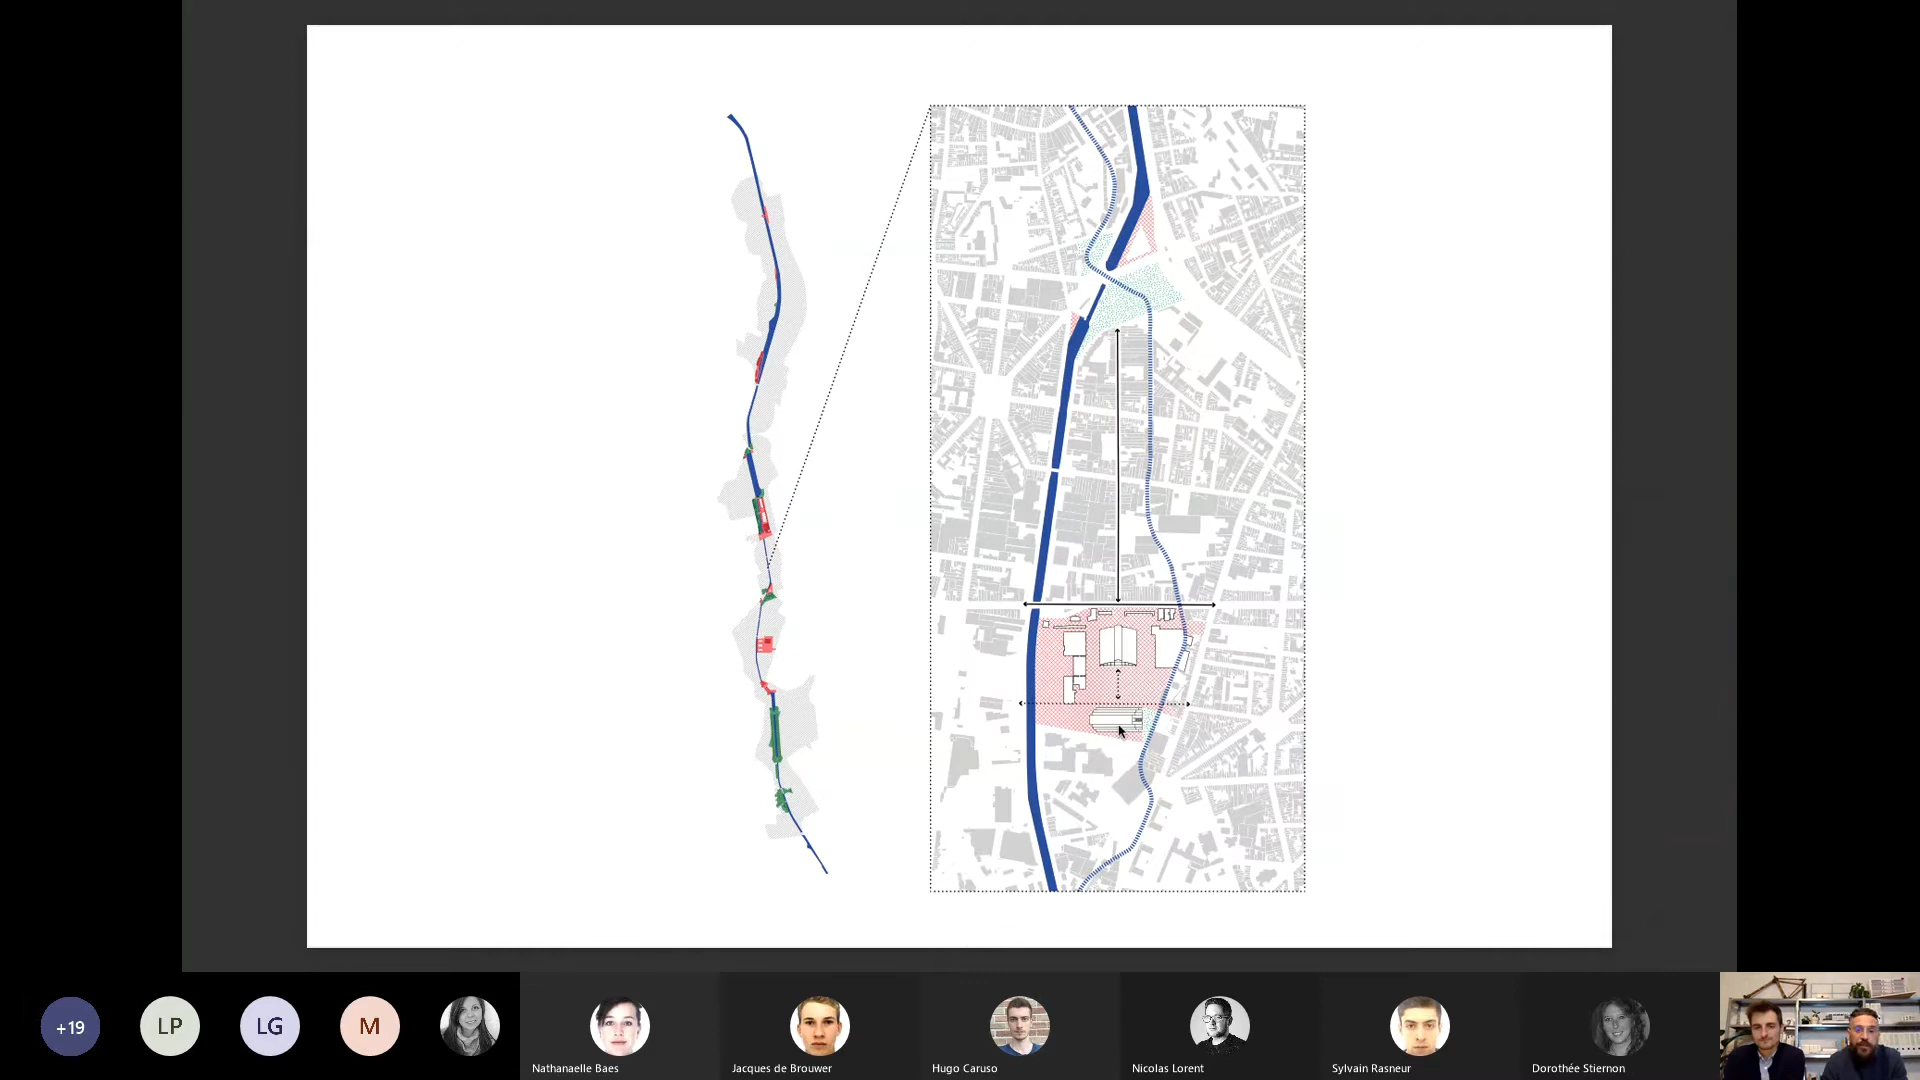 +19
LP
LG
M
Nathanaelle Baes
Jacques de Brouwer
Hugo Caruso
Nicolas Lorent
Sylvain Rasneur
Dorothée Stiernon